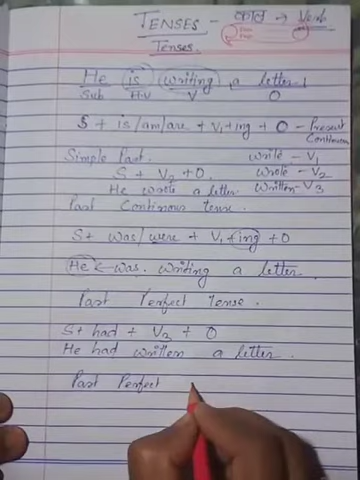 TENSES - काल → Verb
Tenses.
He is writing a letter.
Sub H.V V O
S + is/am/are + V1 + ing + O - Present Continuous
Simple Past. write - V1
S + V2 + O. wrote - V2
He wrote a letter. Written - V3
Past Continous tense.
S + was/were + V1 + ing + O
He < was. writing a letter.
Past Perfect Tense.
S + had + V3 + O
He had written a letter.
Past Perfect